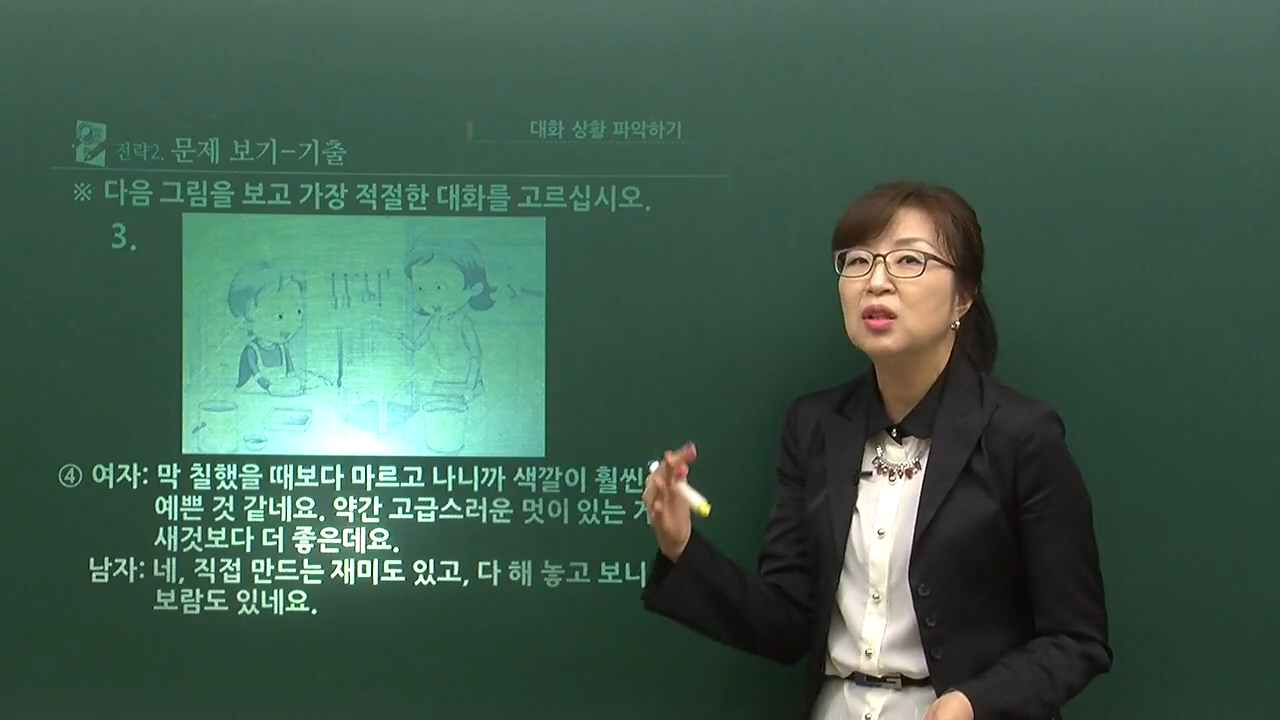 대화 상황 파악하기
전략2. 문제 보기-기출
※ 다음 그림을 보고 가장 적절한 대화를 고르십시오.
3.
④ 여자: 막 칠했을 때보다 마르고 나니까 색깔이 훨씬
예쁜 것 같네요. 약간 고급스러운 멋이 있는
새것보다 더 좋은데요.
남자: 네, 직접 만드는 재미도 있고, 다 해 놓고 보니
보람도 있네요.